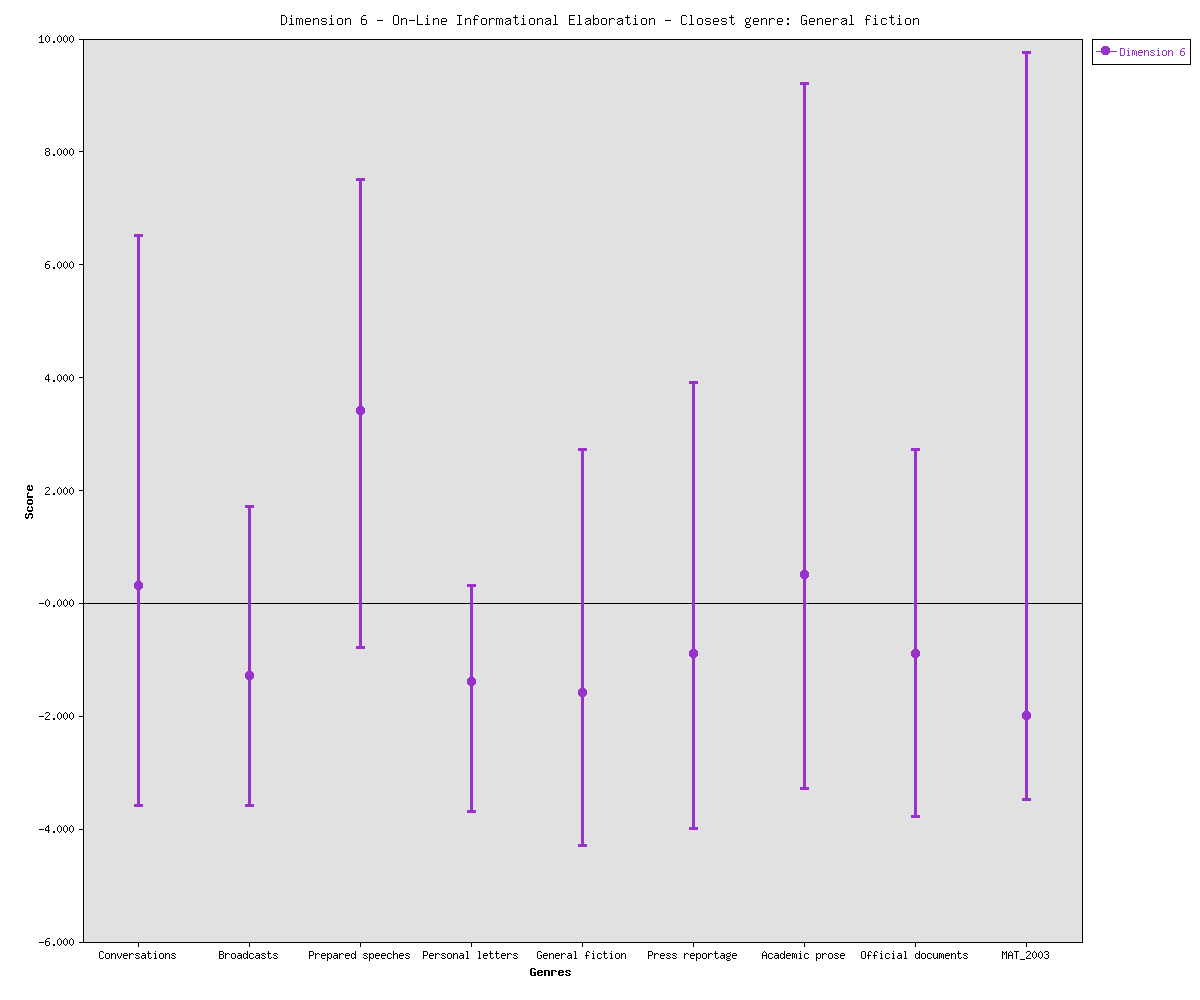 Dimension 6 - On-Line Informational Elaboration - Closest genre: General fiction
Dimension 6
10.000
8.000
6.000
4.000
2.000
-0.000
-2.000
-4.000
-6.000
Score
Conversations Broadcasts Prepared speeches Personal letters General fiction Press reportage Academic prose Official documents MAT_2003
Genres